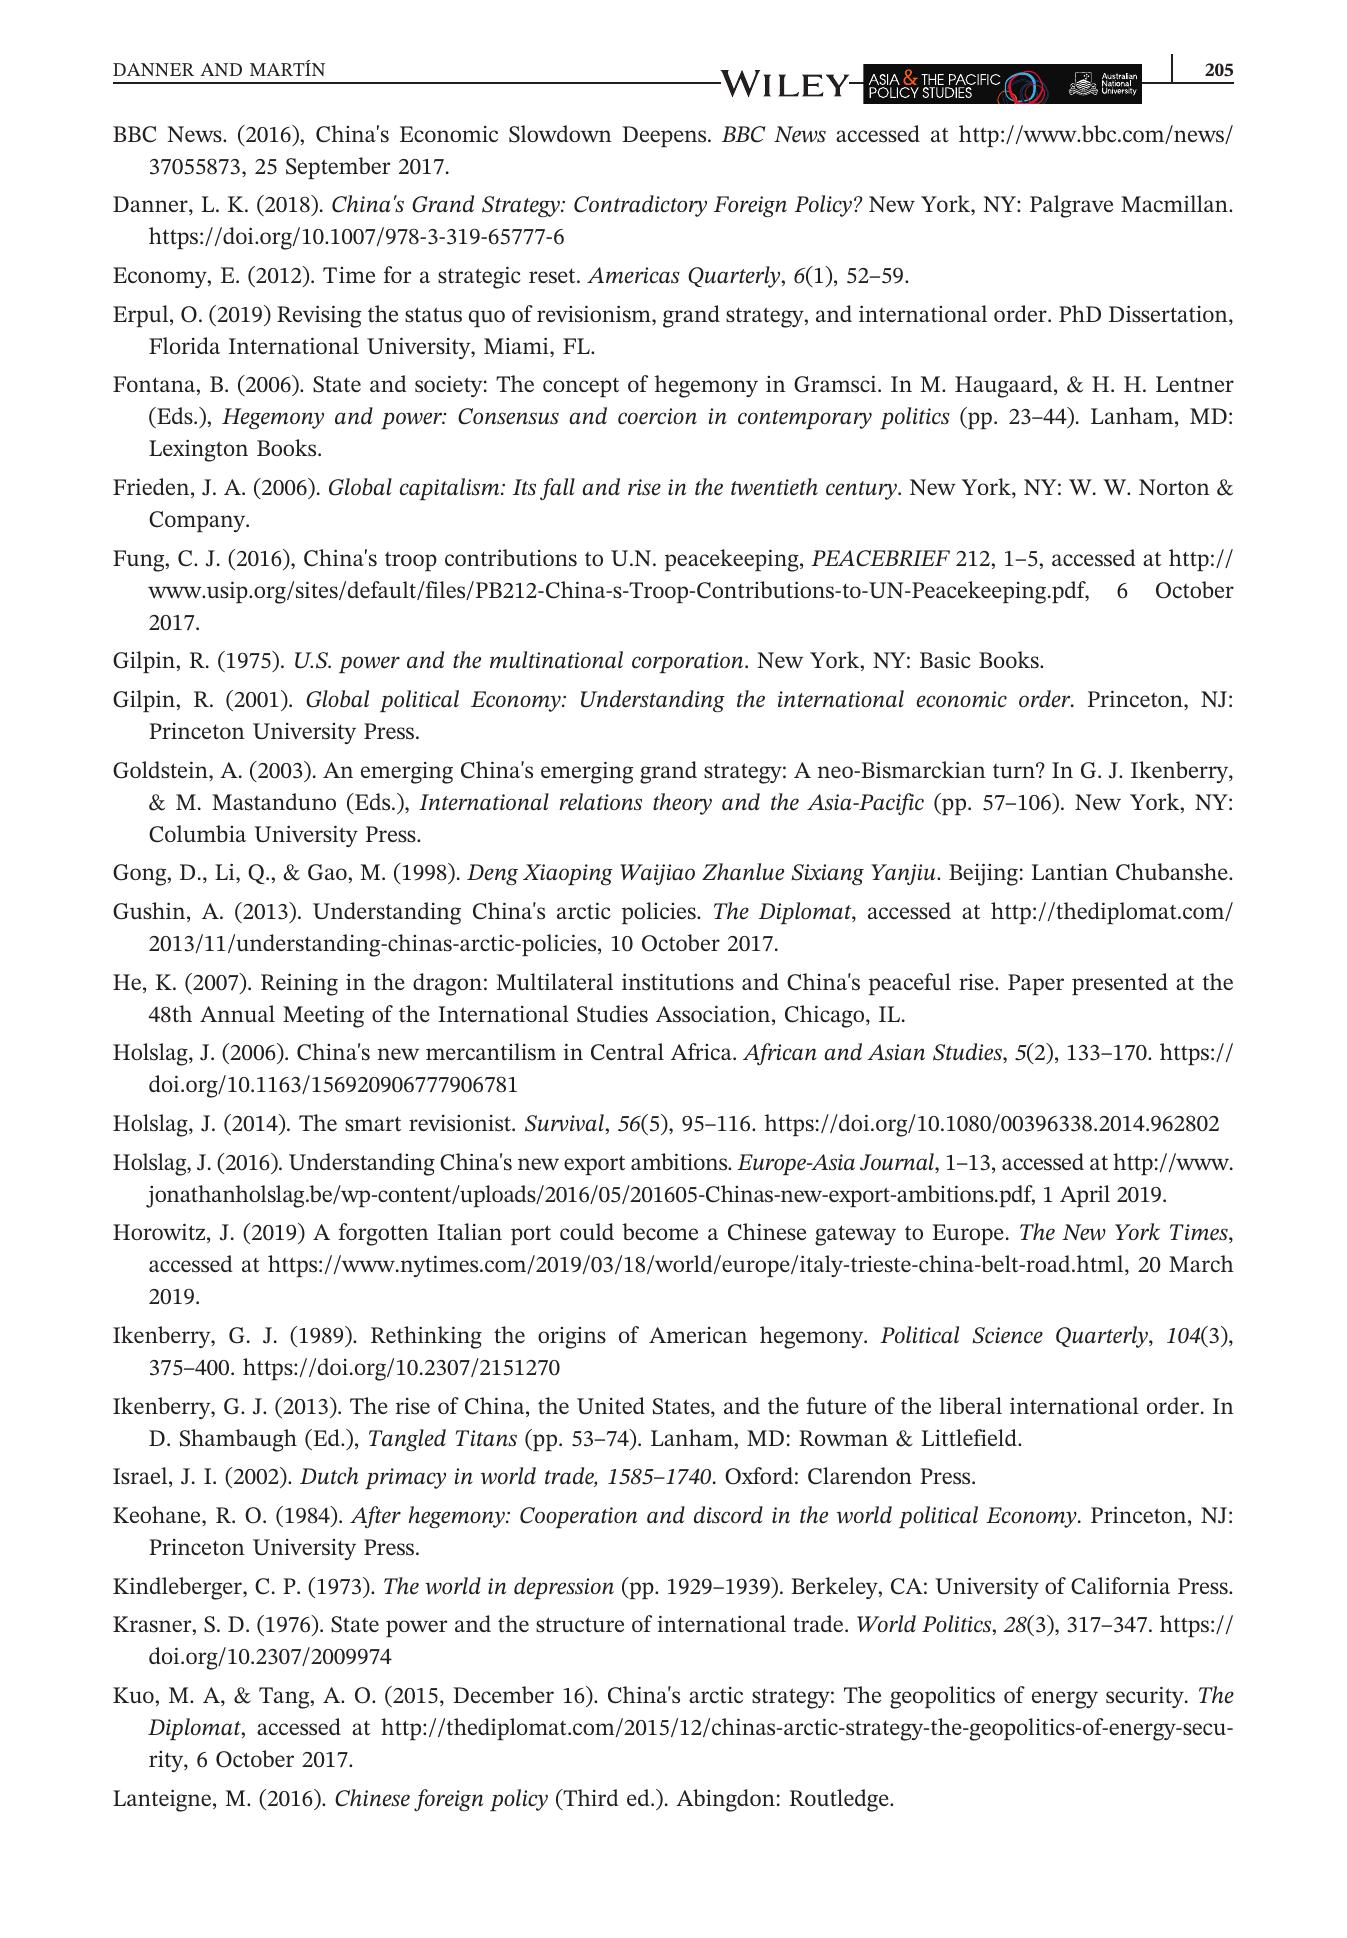 DANNER AND MARTÍN
WILEY
ASIA & THE PACIFIC
POLICY STUDIES
Australian
National
University
205
BBC News. (2016), China's Economic Slowdown Deepens. BBC News accessed at http://www.bbc.com/news/
37055873, 25 September 2017.
Danner, L. K. (2018). China's Grand Strategy: Contradictory Foreign Policy? New York, NY: Palgrave Macmillan.
https://doi.org/10.1007/978-3-319-65777-6
Economy, E. (2012). Time for a strategic reset. Americas Quarterly, 6(1), 52–59.
Erpul, O. (2019) Revising the status quo of revisionism, grand strategy, and international order. PhD Dissertation,
Florida International University, Miami, FL.
Fontana, B. (2006). State and society: The concept of hegemony in Gramsci. In M. Haugaard, & H. H. Lentner
(Eds.), Hegemony and power: Consensus and coercion in contemporary politics (pp. 23–44). Lanham, MD:
Lexington Books.
Frieden, J. A. (2006). Global capitalism: Its fall and rise in the twentieth century. New York, NY: W. W. Norton &
Company.
Fung, C. J. (2016), China's troop contributions to U.N. peacekeeping, PEACEBRIEF 212, 1–5, accessed at http://
www.usip.org/sites/default/files/PB212-China-s-Troop-Contributions-to-UN-Peacekeeping.pdf, 6 October
2017.
Gilpin, R. (1975). U.S. power and the multinational corporation. New York, NY: Basic Books.
Gilpin, R. (2001). Global political Economy: Understanding the international economic order. Princeton, NJ:
Princeton University Press.
Goldstein, A. (2003). An emerging China's emerging grand strategy: A neo-Bismarckian turn? In G. J. Ikenberry,
& M. Mastanduno (Eds.), International relations theory and the Asia-Pacific (pp. 57–106). New York, NY:
Columbia University Press.
Gong, D., Li, Q., & Gao, M. (1998). Deng Xiaoping Waijiao Zhanlue Sixiang Yanjiu. Beijing: Lantian Chubanshe.
Gushin, A. (2013). Understanding China's arctic policies. The Diplomat, accessed at http://thediplomat.com/
2013/11/understanding-chinas-arctic-policies, 10 October 2017.
He, K. (2007). Reining in the dragon: Multilateral institutions and China's peaceful rise. Paper presented at the
48th Annual Meeting of the International Studies Association, Chicago, IL.
Holslag, J. (2006). China's new mercantilism in Central Africa. African and Asian Studies, 5(2), 133–170. https://
doi.org/10.1163/156920906777906781
Holslag, J. (2014). The smart revisionist. Survival, 56(5), 95–116. https://doi.org/10.1080/00396338.2014.962802
Holslag, J. (2016). Understanding China's new export ambitions. Europe-Asia Journal, 1–13, accessed at http://www.
jonathanholslag.be/wp-content/uploads/2016/05/201605-Chinas-new-export-ambitions.pdf, 1 April 2019.
Horowitz, J. (2019) A forgotten Italian port could become a Chinese gateway to Europe. The New York Times,
accessed at https://www.nytimes.com/2019/03/18/world/europe/italy-trieste-china-belt-road.html, 20 March
2019.
Ikenberry, G. J. (1989). Rethinking the origins of American hegemony. Political Science Quarterly, 104(3),
375–400. https://doi.org/10.2307/2151270
Ikenberry, G. J. (2013). The rise of China, the United States, and the future of the liberal international order. In
D. Shambaugh (Ed.), Tangled Titans (pp. 53–74). Lanham, MD: Rowman & Littlefield.
Israel, J. I. (2002). Dutch primacy in world trade, 1585–1740. Oxford: Clarendon Press.
Keohane, R. O. (1984). After hegemony: Cooperation and discord in the world political Economy. Princeton, NJ:
Princeton University Press.
Kindleberger, C. P. (1973). The world in depression (pp. 1929–1939). Berkeley, CA: University of California Press.
Krasner, S. D. (1976). State power and the structure of international trade. World Politics, 28(3), 317–347. https://
doi.org/10.2307/2009974
Kuo, M. A, & Tang, A. O. (2015, December 16). China's arctic strategy: The geopolitics of energy security. The
Diplomat, accessed at http://thediplomat.com/2015/12/chinas-arctic-strategy-the-geopolitics-of-energy-secu-
rity, 6 October 2017.
Lanteigne, M. (2016). Chinese foreign policy (Third ed.). Abingdon: Routledge.